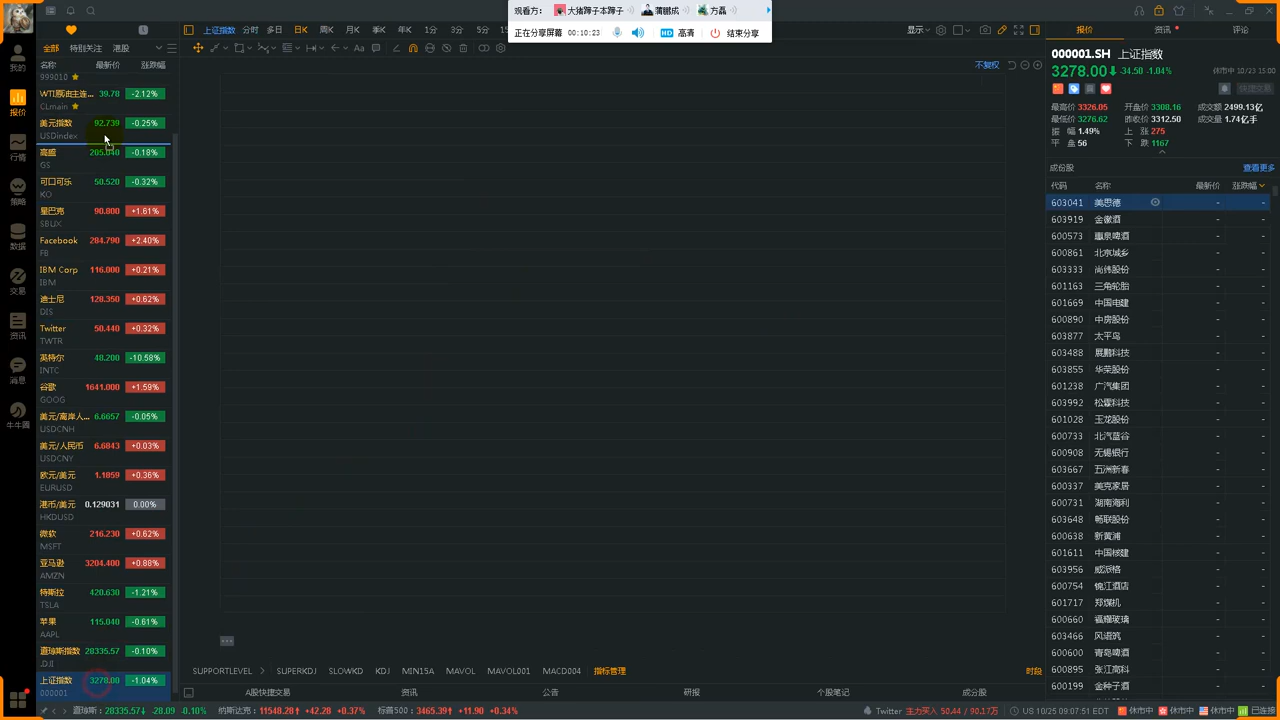 观看方: 大猪蹄子本蹄子 蒲鹏成 方磊
正在分享屏幕 00:10:23 HD 高清 结束分享
上证指数 分时 多日 日K 周K 月K 季K 年K 1分 3分 5分
显示
报价 资讯 评论
全部 特别关注 港股
名称 最新价 涨跌幅
999010
WTI原油主连... 39.78 -2.12%
CLmain
美元指数 92.739 -0.25%
USDindex
高盛 205.040 -0.18%
GS
可口可乐 50.520 -0.32%
KO
星巴克 90.800 +1.61%
SBUX
Facebook 284.790 +2.40%
FB
IBM Corp 116.000 +0.21%
IBM
迪士尼 128.350 +0.62%
DIS
Twitter 50.440 +0.32%
TWTR
英特尔 48.200 -10.58%
INTC
谷歌 1641.000 +1.59%
GOOG
美元/离岸人... 6.6657 -0.05%
USDCNH
美元/人民币 6.6843 +0.03%
USDCNY
欧元/美元 1.1859 +0.36%
EURUSD
港币/美元 0.129031 0.00%
HKDUSD
微软 216.230 +0.62%
MSFT
亚马逊 3204.400 +0.88%
AMZN
特斯拉 420.630 -1.21%
TSLA
苹果 115.040 -0.61%
AAPL
道琼斯指数 28335.57 -0.10%
.DJI
上证指数 3278.00 -1.04%
000001
我的
报价
行情
策略
数据
交易
资讯
消息
牛牛圈
不复权
SUPPORTLEVEL SUPERKDJ SLOWKD KDJ MIN15A MAVOL MAVOL001 MACD004 指标管理 时段
A股快捷交易 资讯 公告 研报 个股笔记 成分股
000001.SH 上证指数
3278.00 -34.50 -1.04% 休市中 10/23 15:00
快捷交易
最高价 3326.05 开盘价 3308.16 成交额 2499.13亿
最低价 3276.62 昨收价 3312.50 成交量 1.74亿手
振 幅 1.49% 上 涨 275
平 盘 56 下 跌 1167
成份股 查看更多
代码 名称 最新价 涨跌幅
603041 美思德 - -
603919 金徽酒 - -
600573 惠泉啤酒 - -
600861 北京城乡 - -
603333 尚纬股份 - -
601163 三角轮胎 - -
601669 中国电建 - -
600890 中房股份 - -
603877 太平鸟 - -
603488 展鹏科技 - -
603855 华荣股份 - -
601238 广汽集团 - -
603992 松霖科技 - -
601028 玉龙股份 - -
600733 北汽蓝谷 - -
600908 无锡银行 - -
603667 五洲新春 - -
600337 美克家居 - -
600731 湖南海利 - -
603648 畅联股份 - -
600638 新黄浦 - -
601611 中国核建 - -
603956 威派格 - -
600754 锦江酒店 - -
601717 郑煤机 - -
600660 福耀玻璃 - -
603466 风语筑 - -
600600 青岛啤酒 - -
600895 张江高科 - -
600199 金种子酒 - -
道琼斯: 28335.57 -28.09 -0.10% 纳斯达克: 11548.28 +42.28 +0.37% 标普500: 3465.39 +11.90 +0.34% Twitter 主力买入 50.44 / 90.17万 US 10/25 09:07:51 EDT 休市中 休市中 休市中 已连接